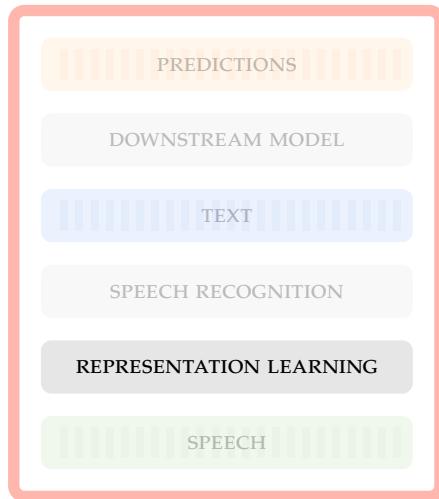 PREDICTIONS
DOWNSTREAM MODEL
TEXT
SPEECH RECOGNITION
REPRESENTATION LEARNING
SPEECH